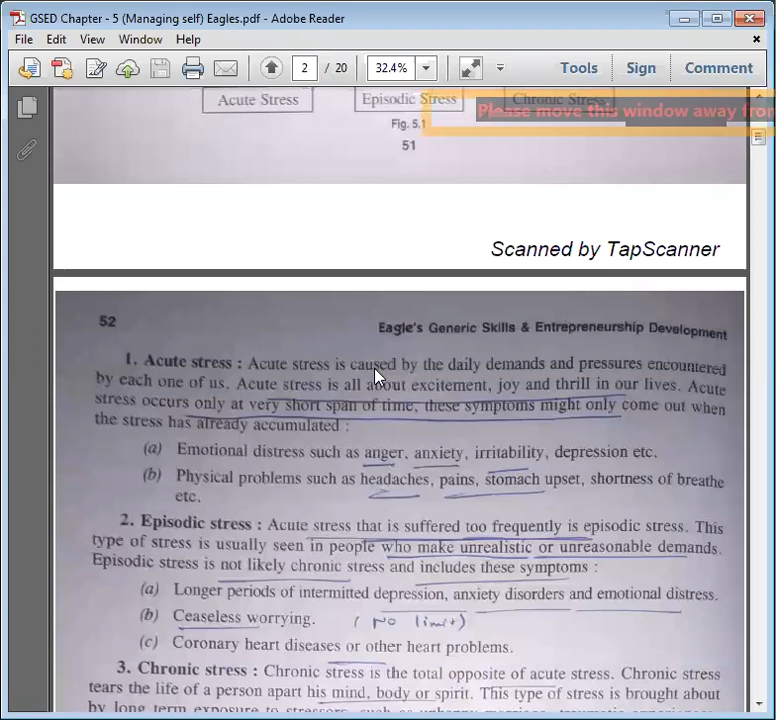 GSED Chapter - 5 (Managing self) Eagles.pdf - Adobe Reader
File Edit View Window Help
2 / 20 32.4% Tools Sign Comment
Acute Stress Episodic Stress Chronic Stress
Please move this window away from
Fig. 5.1
51
Scanned by TapScanner
52
Eagle's Generic Skills & Entrepreneurship Development
1. Acute stress : Acute stress is caused by the daily demands and pressures encountered
by each one of us. Acute stress is all about excitement, joy and thrill in our lives. Acute
stress occurs only at very short span of time, these symptoms might only come out when
the stress has already accumulated :
(a) Emotional distress such as anger, anxiety, irritability, depression etc.
(b) Physical problems such as headaches, pains, stomach upset, shortness of breathe
etc.
2. Episodic stress : Acute stress that is suffered too frequently is episodic stress. This
type of stress is usually seen in people who make unrealistic or unreasonable demands.
Episodic stress is not likely chronic stress and includes these symptoms :
(a) Longer periods of intermitted depression, anxiety disorders and emotional distress.
(b) Ceaseless worrying. (No limit)
(c) Coronary heart diseases or other heart problems.
3. Chronic stress : Chronic stress is the total opposite of acute stress. Chronic stress
tears the life of a person apart his mind, body or spirit. This type of stress is brought about
by long term exposure to stressors, such as unhappy